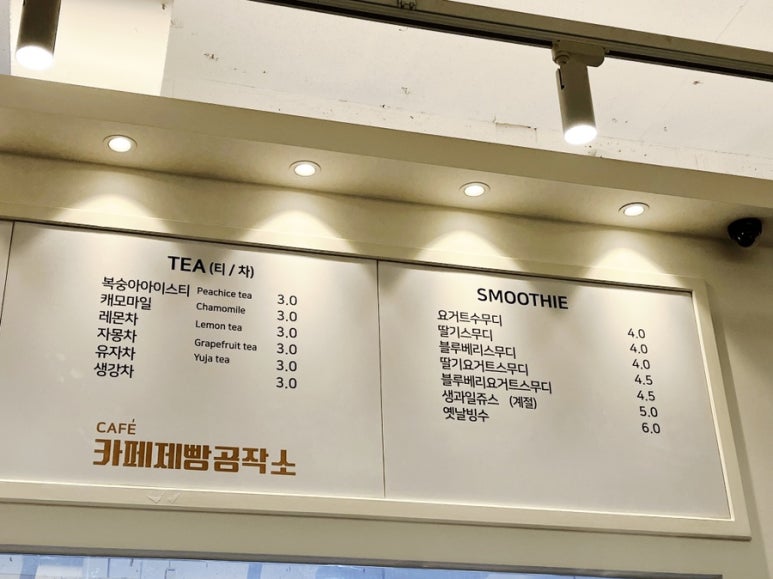 TEA (티 / 차)
복숭아아이스티 Peachice tea 3.0
캐모마일 Chamomile 3.0
레몬차 Lemon tea 3.0
자몽차 Grapefruit tea 3.0
유자차 Yuja tea 3.0
생강차 3.0
CAFÉ
카페제빵곰작소
SMOOTHIE
요거트수무디 4.0
딸기스무디 4.0
블루베리스무디 4.0
딸기요거트스무디 4.5
블루베리요거트스무디 4.5
생과일쥬스 (계절) 5.0
옛날빙수 6.0